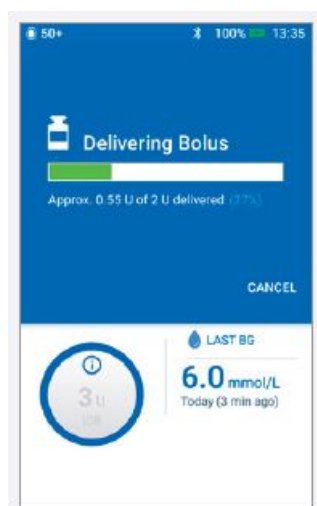 50+ 100% 13:35
Delivering Bolus
Approx. 0.55 U of 2 U delivered (27%)
CANCEL
LAST BG
6.0 mmol/L
Today (3 min ago)
3 U
IOB